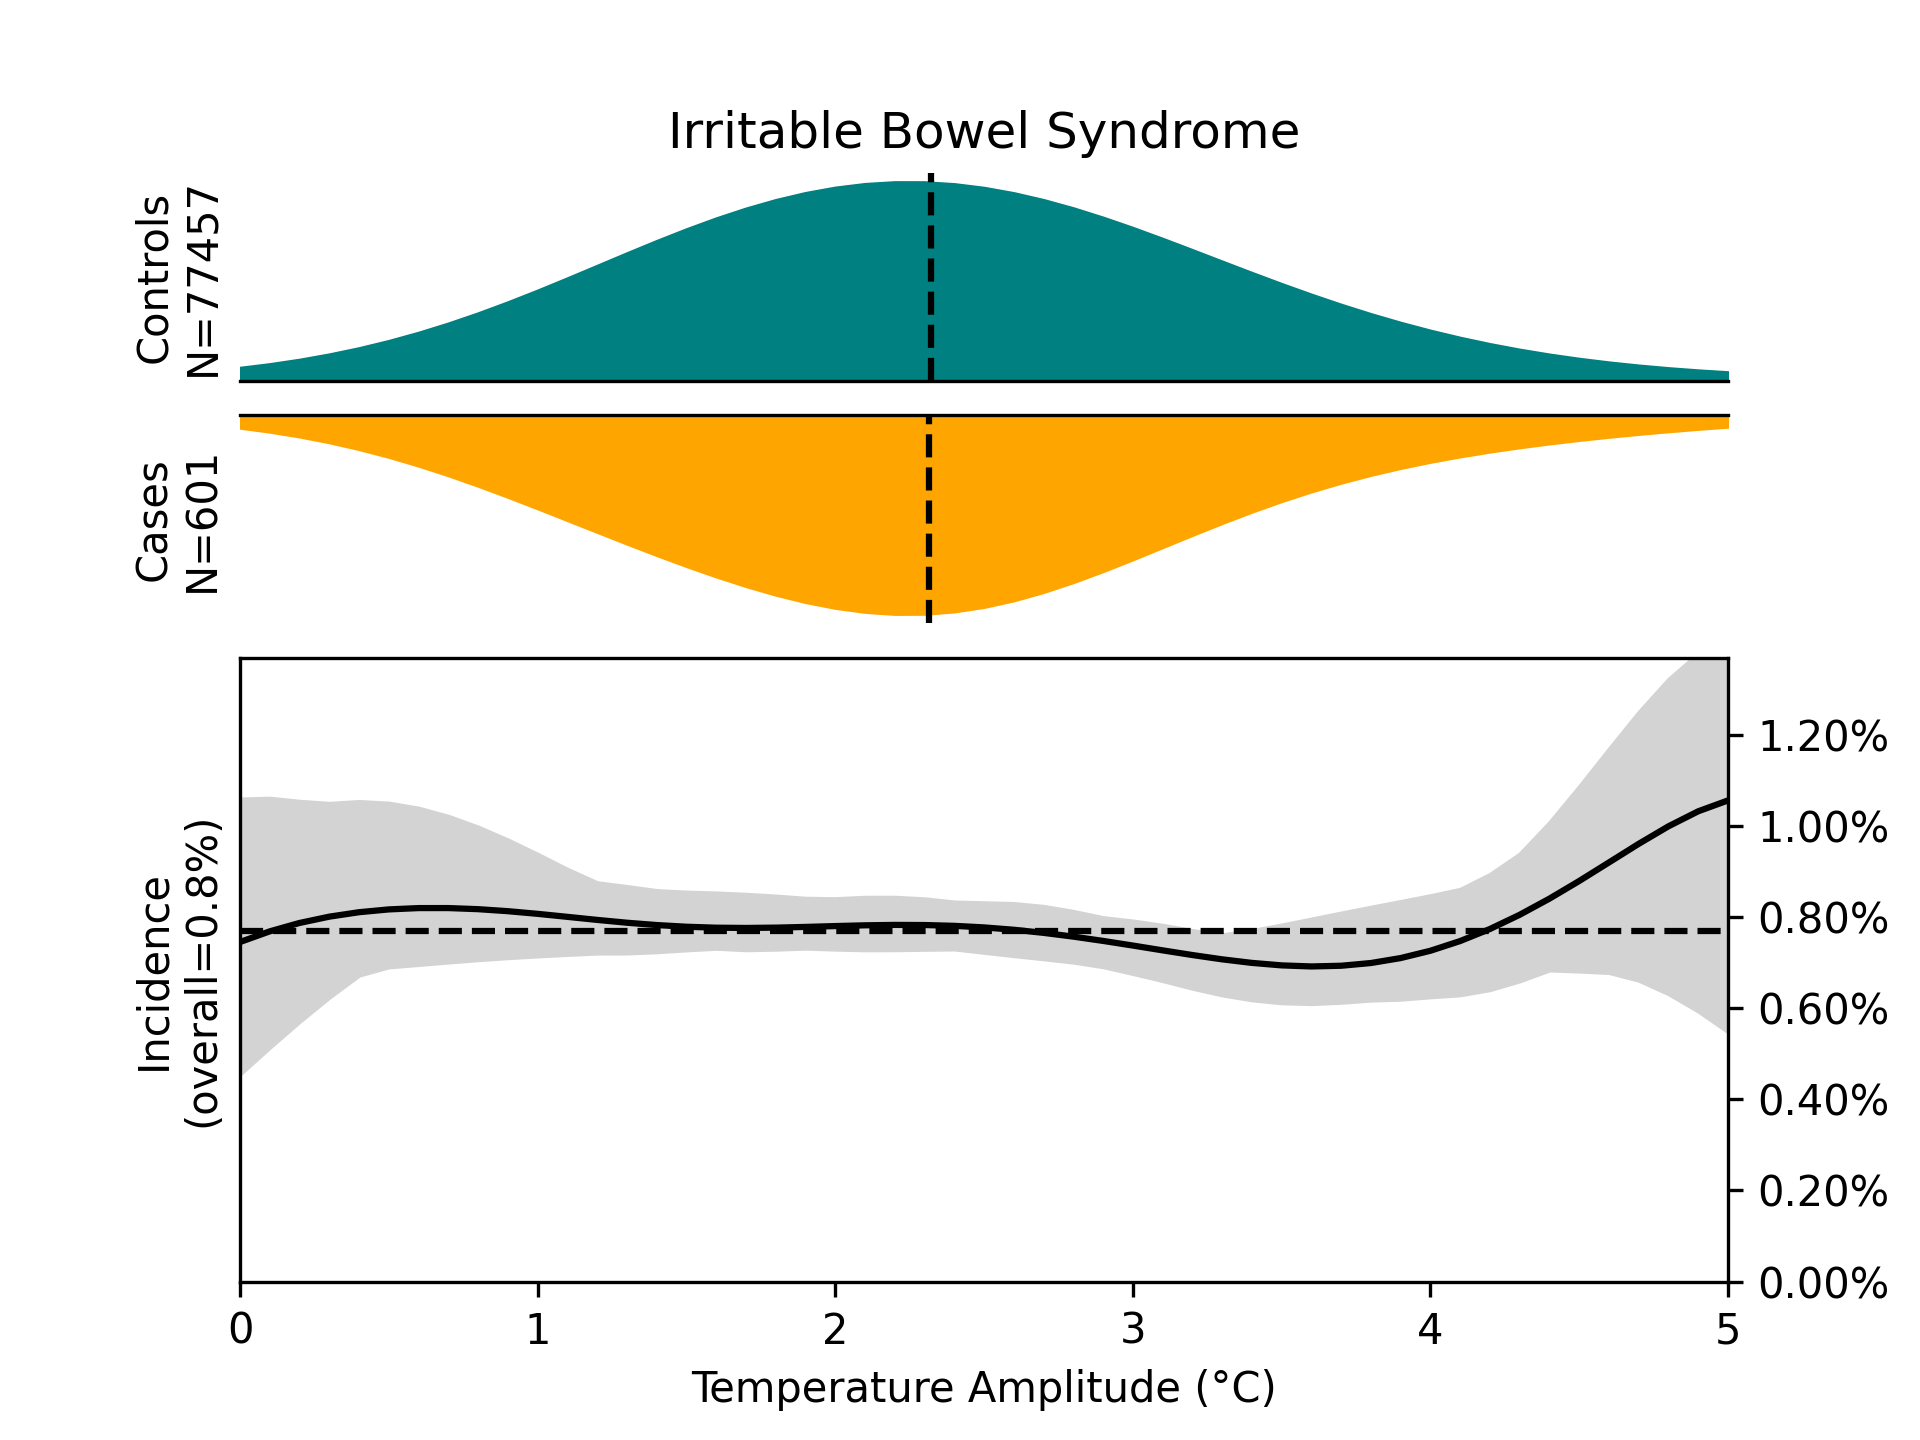 Irritable Bowel Syndrome
Controls
N=77457
Cases
N=601
Incidence
(overall=0.8%)
1.20%
1.00%
0.80%
0.60%
0.40%
0.20%
0.00%
0 1 2 3 4 5
Temperature Amplitude (°C)